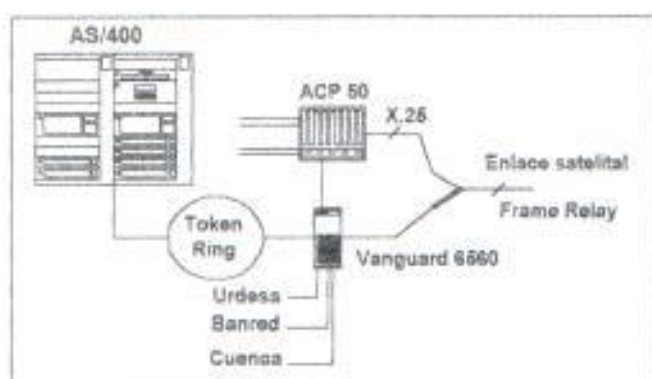 AS/400
ACP 50
X.25
Enlace satelital
Frame Relay
Token
Ring
Vanguard 6560
Urdesa
Banred
Cuenca